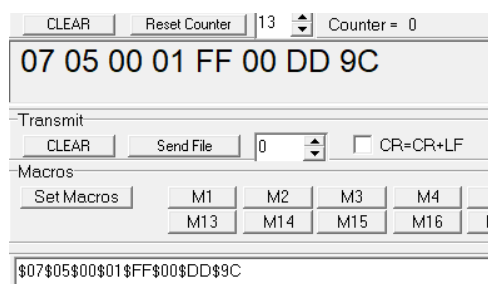 CLEAR Reset Counter 13 Counter = 0
07 05 00 01 FF 00 DD 9C
Transmit
CLEAR Send File 0 CR=CR+LF
Macros
Set Macros M1 M2 M3 M4
M13 M14 M15 M16
$07$05$00$01$FF$00$DD$9C